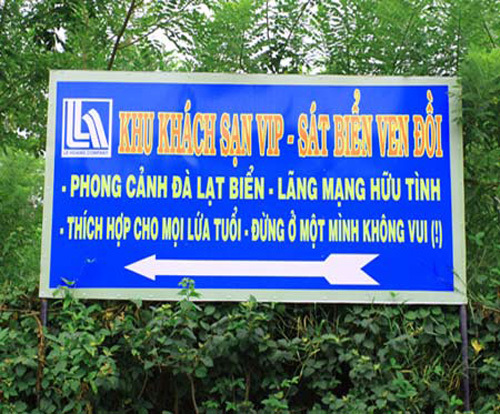 KHU KHÁCH SẠN VIP - SÁT BIỂN VEN ĐỒI
LE HOANG COMPANY
- PHONG CẢNH ĐÀ LẠT BIỂN - LÃNG MẠNG HỮU TÌNH
- THÍCH HỢP CHO MỌI LỨA TUỔI - ĐỪNG Ở MỘT MÌNH KHÔNG VUI (!)